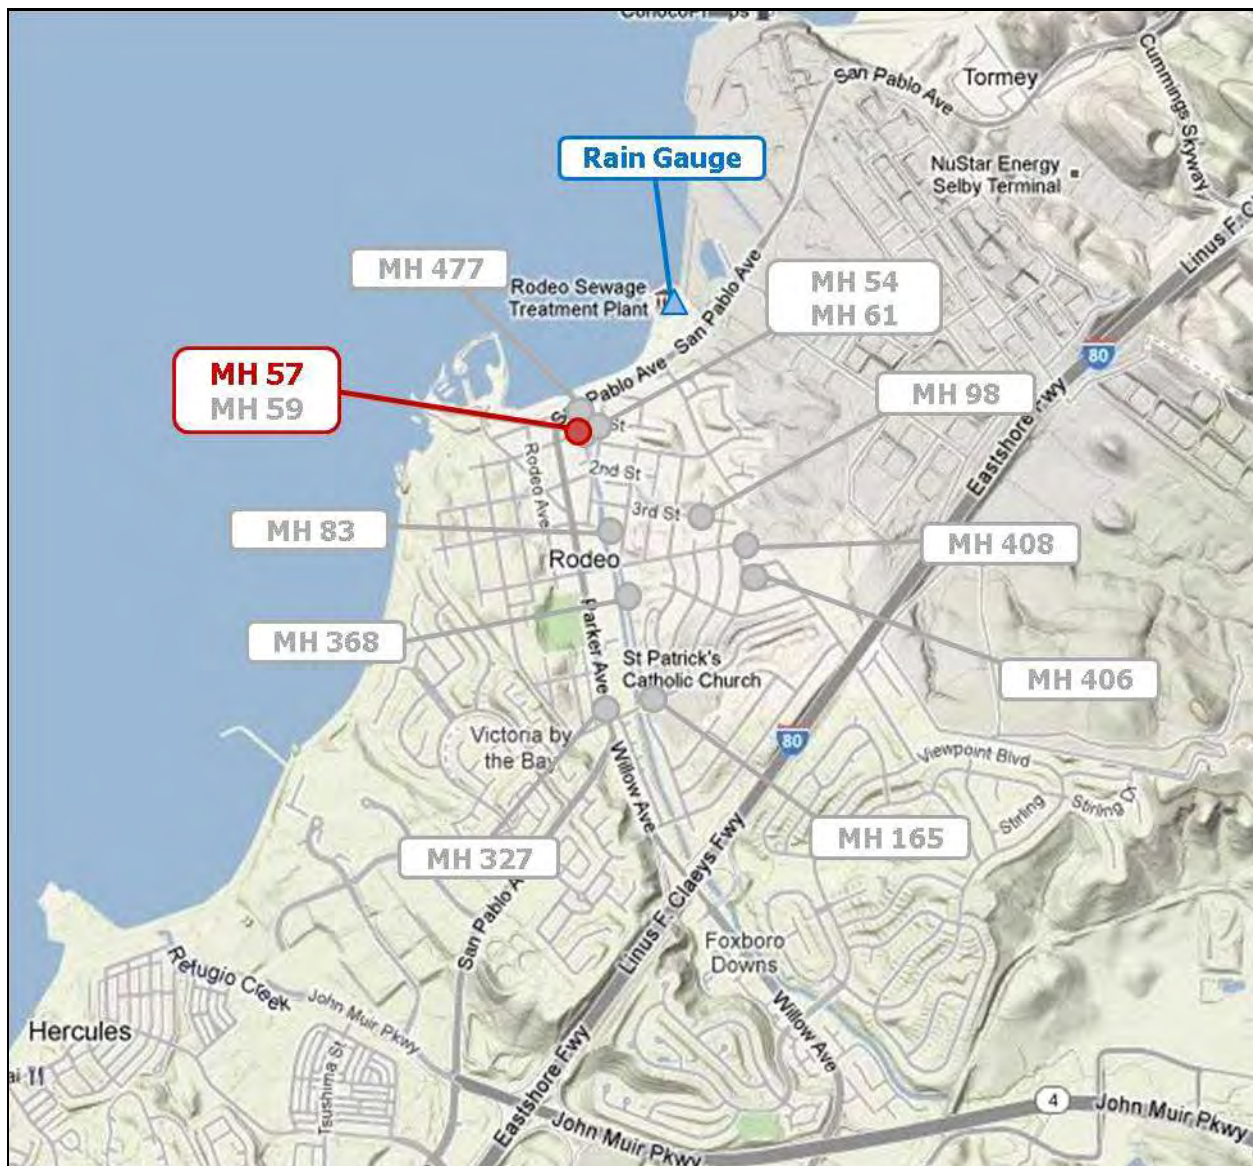 San Pablo Ave
Tormey
Cummings Skyway
Rain Gauge
NuStar Energy
Selby Terminal
MH 477
Rodeo Sewage
Treatment Plant
MH 54
MH 61
San Pablo Ave
80
MH 57
MH 59
MH 98
Pablo Ave
St
Rodeo Ave
2nd St
Eastshore Fwy
3rd St
MH 83
Rodeo
MH 408
Parker Ave
MH 368
St Patrick's
Catholic Church
MH 406
Victoria by
the Bay
80
Viewpoint Blvd
Willow Ave
Stirling
Stirling Dr
MH 327
MH 165
San Pablo A
Linus F. Claeys Fwy
Foxboro
Downs
Refugio Creek
John Muir Pkwy
Willow Ave
Hercules
Tsushima St
Eastshore Fwy
John Muir Pkwy
4
John Muir Pkwy